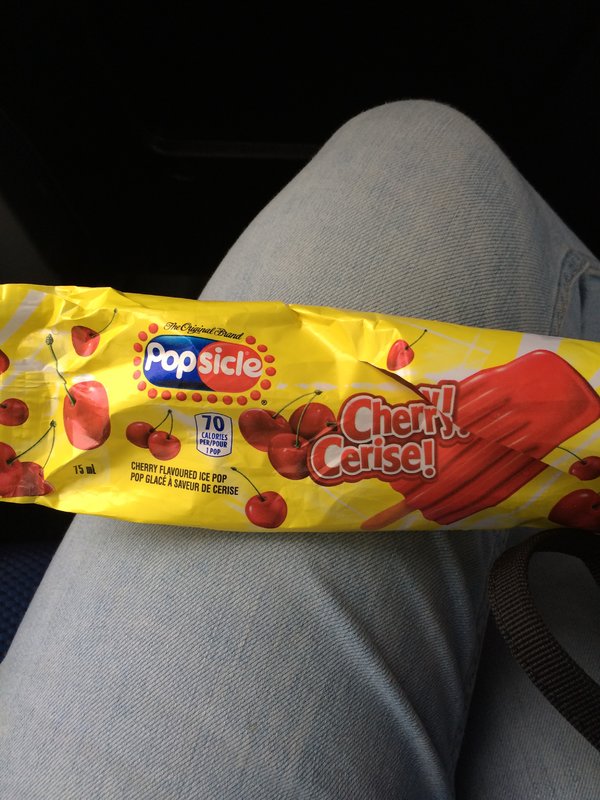 The Original Brand
Popsicle
®
70
CALORIES
PER/POUR
1 POP
75 ml
CHERRY FLAVOURED ICE POP
POP GLACÉ À SAVEUR DE CERISE
Cherry!
Cerise!